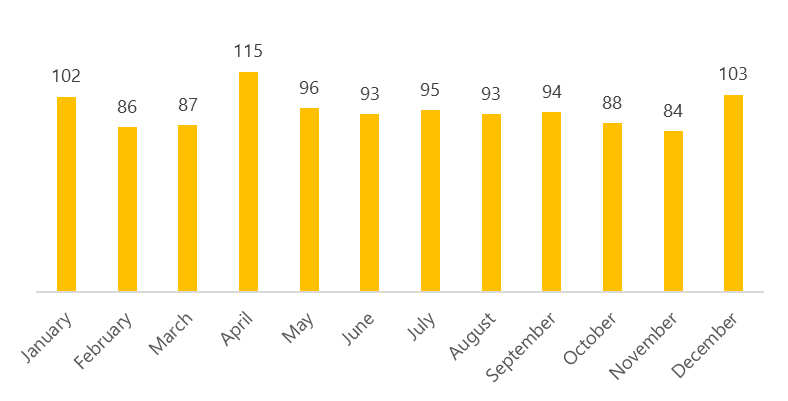 102
86
87
115
96
93
95
93
94
88
84
103
January
February
March
April
May
June
July
August
September
October
November
December